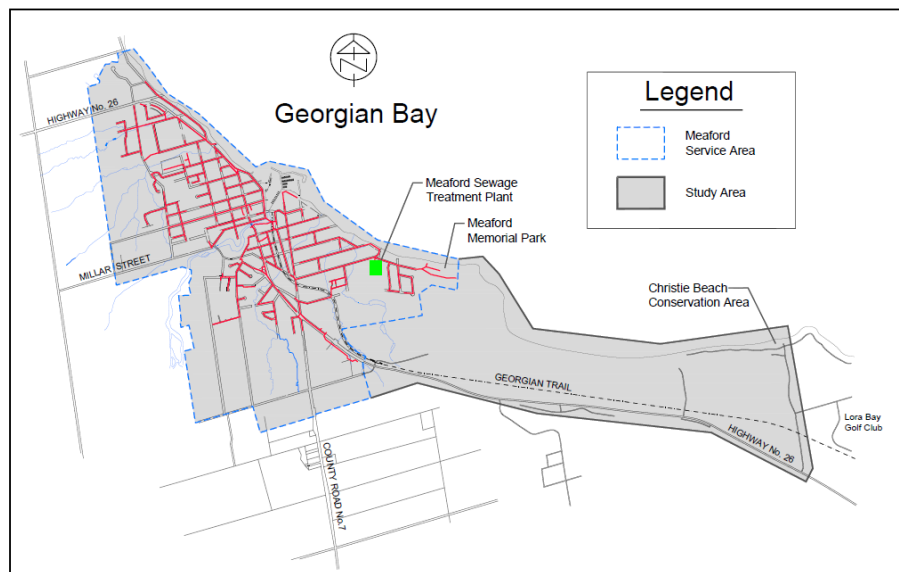 Georgian Bay
HIGHWAY No. 26
Meaford Sewage
Treatment Plant
Meaford
Memorial Park
MILLAR STREET
Christie Beach
Conservation Area
GEORGIAN TRAIL
HIGHWAY No. 26
Lora Bay
Golf Club
COUNTY ROAD No.7
Legend
Meaford
Service Area
Study Area
N